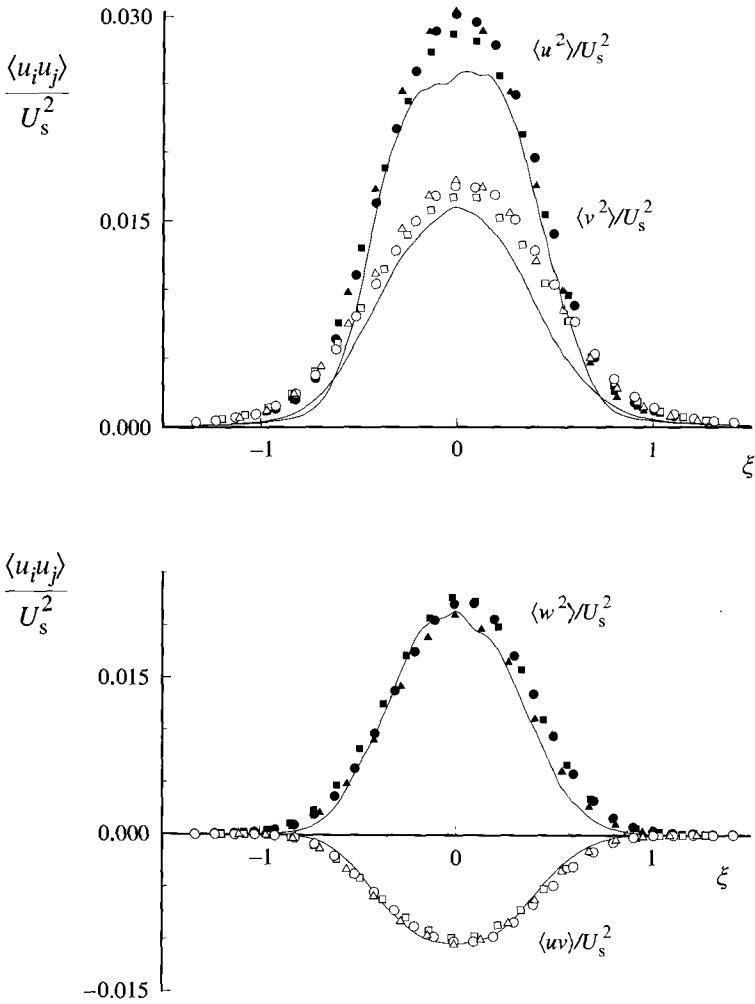 0.030
⟨u_i u_j⟩
U_s^2
⟨u^2⟩/U_s^2
0.015
⟨v^2⟩/U_s^2
0.000
−1 0 1
ξ
⟨u_i u_j⟩
U_s^2
⟨w^2⟩/U_s^2
0.015
0.000
−1 0 1
ξ
⟨uv⟩/U_s^2
−0.015